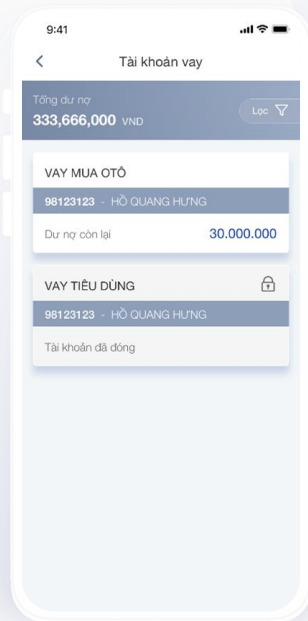 9:41
Tài khoản vay
Tổng dư nợ
333,666,000 VND
Lọc
VAY MUA OTÔ
98123123 - HỒ QUANG HƯNG
Dư nợ còn lại 30.000.000
VAY TIÊU DÙNG
98123123 - HỒ QUANG HƯNG
Tài khoản đã đóng